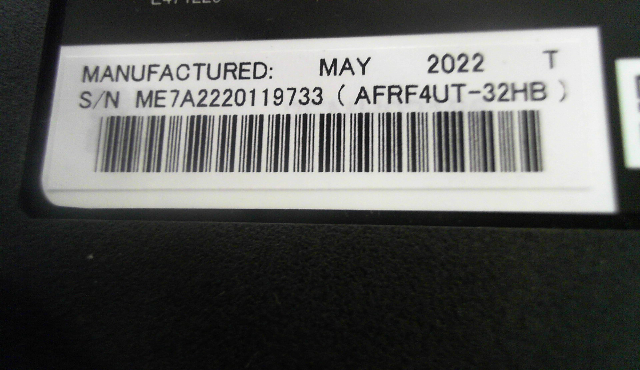 MANUFACTURED: MAY 2022 T
S/N ME7A2220119733 ( AFRF4UT-32HB )